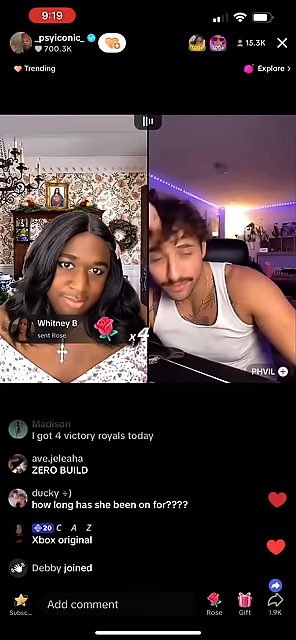 9:19
_psyiconic_
700.3K
15.3K
Trending
Explore >
Whitney B
sent Rose
x4
PHVIL
Madison
I got 4 victory royals today
ave.jeleaha
ZERO BUILD
ducky ÷)
how long has she been on for????
20 C A Z
Xbox original
Debby joined
Subsc...
Add comment
Rose
Gift
1.9K